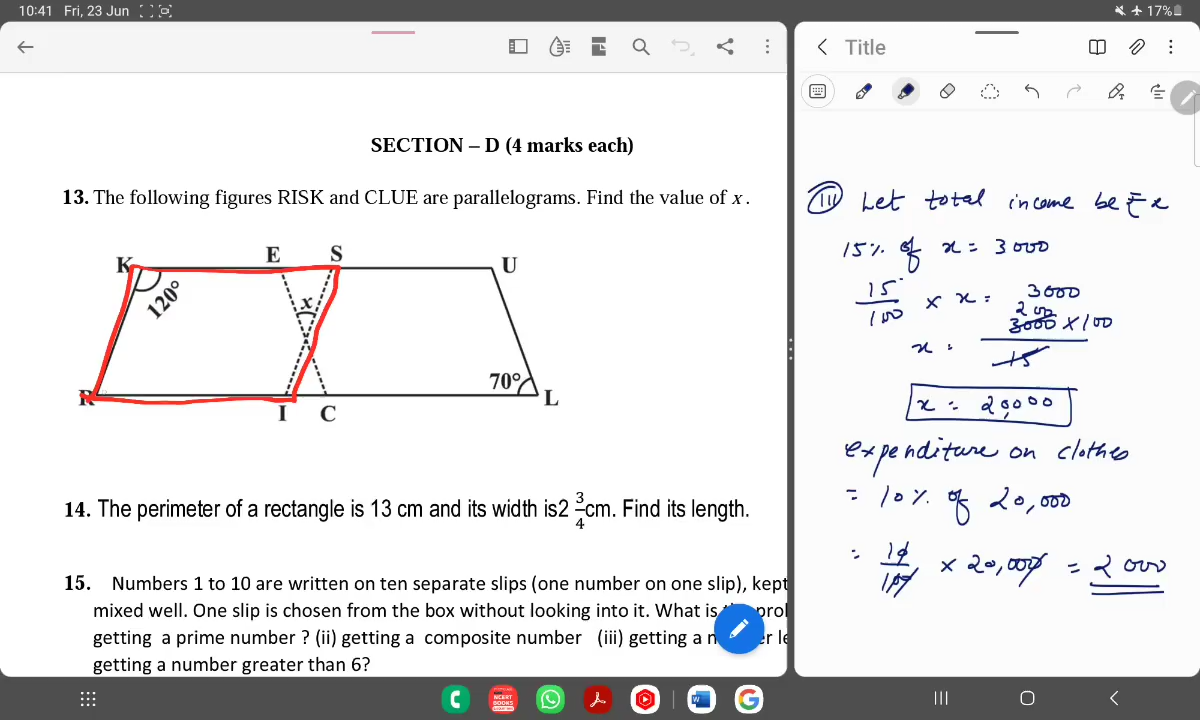 10:41 Fri, 23 Jun
17%
SECTION – D (4 marks each)
13. The following figures RISK and CLUE are parallelograms. Find the value of x.
K E S U
120°
x
70°
R I C L
14. The perimeter of a rectangle is 13 cm and its width is2 3/4cm. Find its length.
15. Numbers 1 to 10 are written on ten separate slips (one number on one slip), kept
mixed well. One slip is chosen from the box without looking into it. What is
getting a prime number ? (ii) getting a composite number (iii) getting a
getting a number greater than 6?
NCERT
BOOKS
W
G
Title
(iii) Let total income be ₹ x
15% of x = 3000
15/100 × x = 3000
x = 200 3000 × 100 / 15
x = 20,000
expenditure on clothes
= 10% of 20,000
= 10/100 × 20,000 = 2000